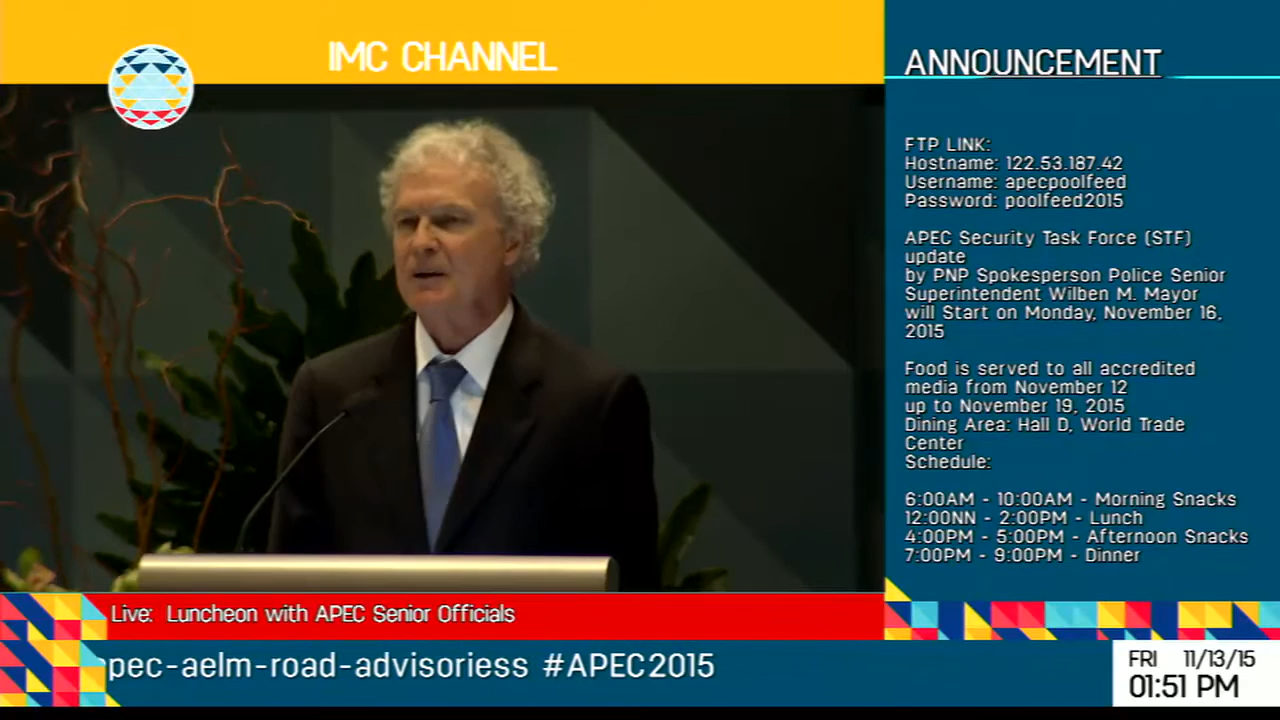 IMC CHANNEL
ANNOUNCEMENT
FTP LINK:
Hostname: 122.53.187.42
Username: apecpoolfeed
Password: poolfeed2015
APEC Security Task Force (STF)
update
by PNP Spokesperson Police Senior
Superintendent Wilben M. Mayor
will Start on Monday, November 16,
2015
Food is served to all accredited
media from November 12
up to November 19, 2015
Dining Area: Hall D, World Trade
Center
Schedule:
6:00AM - 10:00AM - Morning Snacks
12:00NN - 2:00PM - Lunch
4:00PM - 5:00PM - Afternoon Snacks
7:00PM - 9:00PM - Dinner
Live: Luncheon with APEC Senior Officials
pec-aelm-road-advisoriess #APEC2015
FRI 11/13/15
01:51 PM